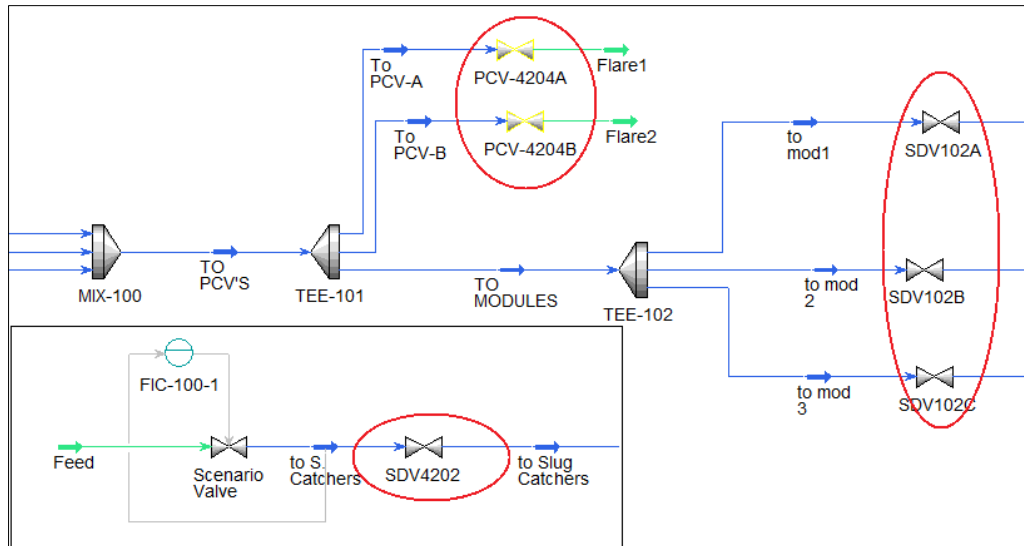 To
PCV-A
PCV-4204A
Flare1
To
PCV-B
PCV-4204B
Flare2
to
mod1
SDV102A
MIX-100
TO
PCV'S
TEE-101
TO
MODULES
TEE-102
to mod
2
SDV102B
to mod
3
SDV102C
FIC-100-1
Feed
Scenario
Valve
to S.
Catchers
SDV4202
to Slug
Catchers